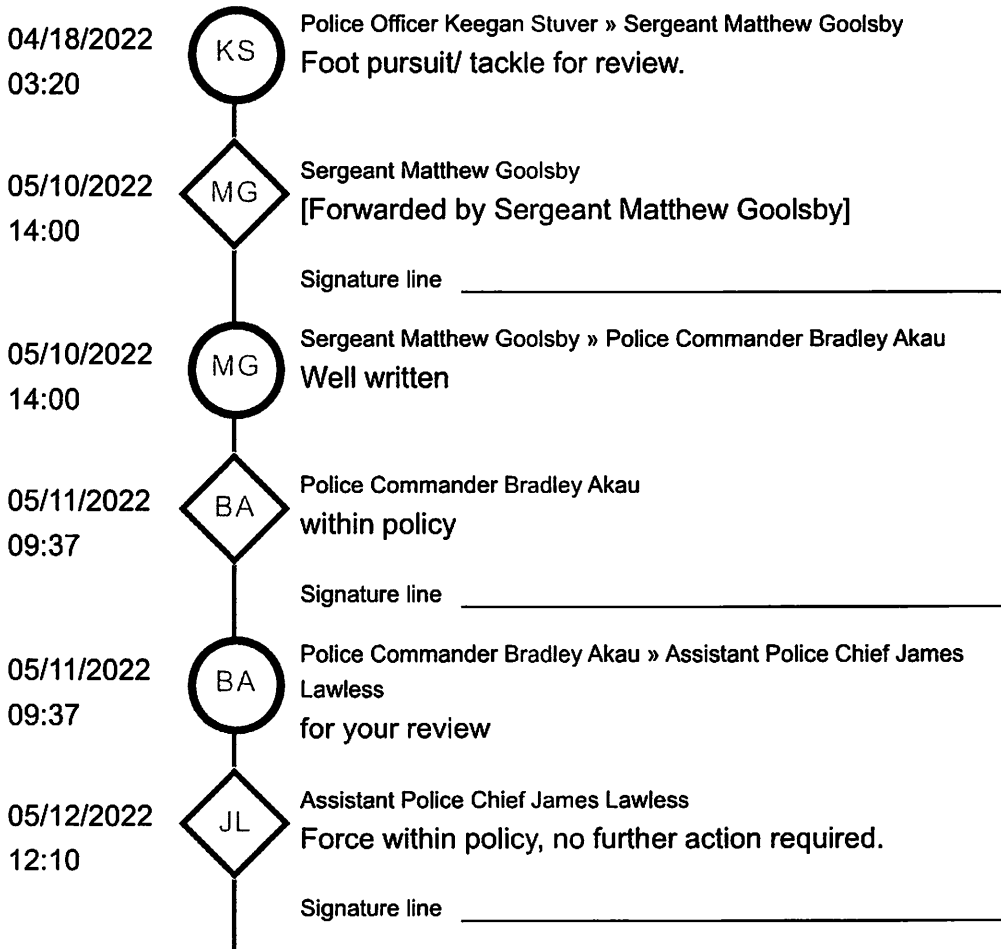 04/18/2022
03:20
KS
Police Officer Keegan Stuver » Sergeant Matthew Goolsby
Foot pursuit/ tackle for review.
05/10/2022
14:00
MG
Sergeant Matthew Goolsby
[Forwarded by Sergeant Matthew Goolsby]
Signature line
05/10/2022
14:00
MG
Sergeant Matthew Goolsby » Police Commander Bradley Akau
Well written
05/11/2022
09:37
BA
Police Commander Bradley Akau
within policy
Signature line
05/11/2022
09:37
BA
Police Commander Bradley Akau » Assistant Police Chief James
Lawless
for your review
05/12/2022
12:10
JL
Assistant Police Chief James Lawless
Force within policy, no further action required.
Signature line